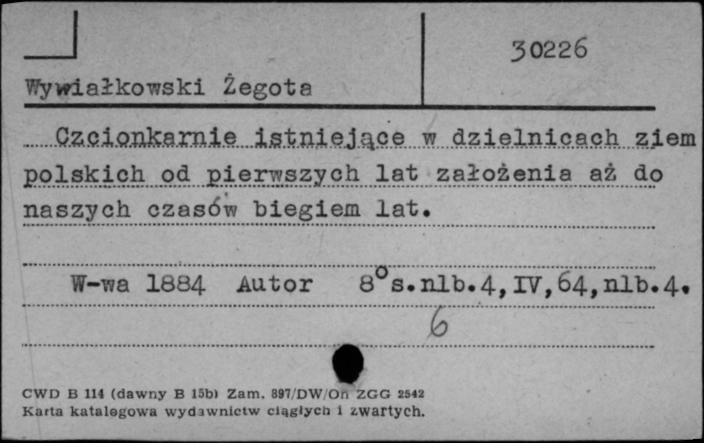 30226
Wywiałkowski Żegota
Czcionkarnie istniejące w dzielnicach ziem
polskich od pierwszych lat założenia aż do
naszych czasów biegiem lat.
W-wa 1884 Autor 8° s.nlb.4, IV, 64, nlb.4.
6
CWD B 114 (dawny B 15b) Zam. 897/DW/On ZGG 2542
Karta katalogowa wydawnictw ciągłych i zwartych.